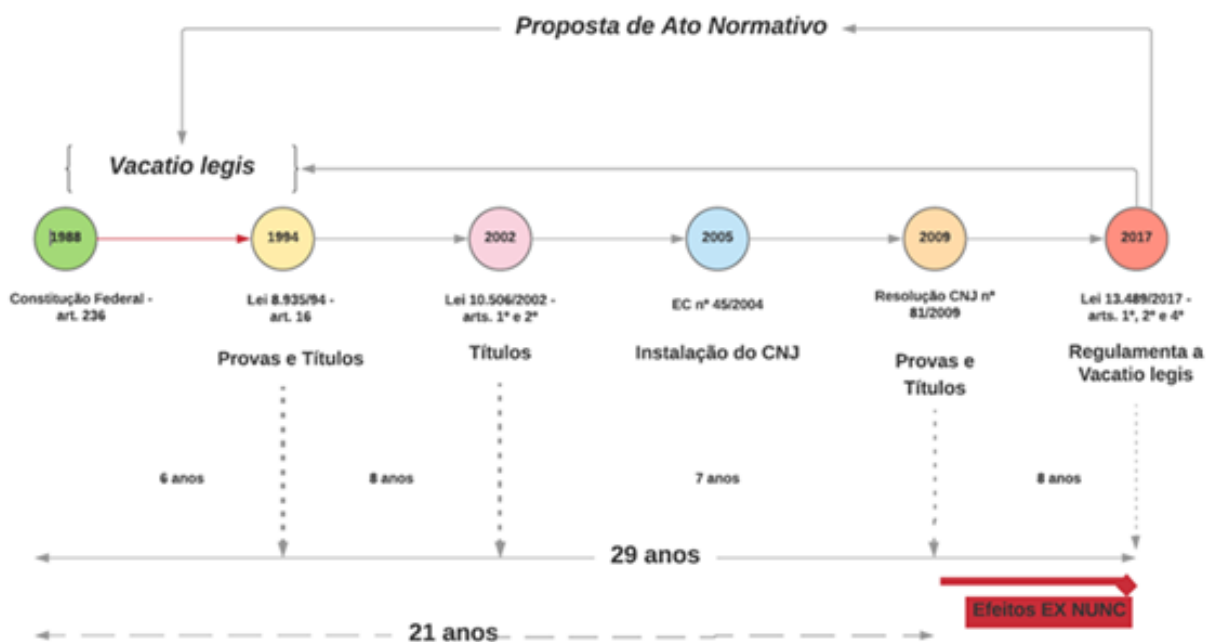 Proposta de Ato Normativo
Vacatio legis
1988
1994
2002
2005
2009
2017
Constituição Federal -
art. 236
Lei 8.935/94 -
art. 16
Provas e Títulos
Lei 10.506/2002 -
arts. 1º e 2º
Títulos
EC nº 45/2004
Instalação do CNJ
Resolução CNJ nº
81/2009
Provas e
Títulos
Lei 13.489/2017 -
arts. 1º, 2º e 4º
Regulamenta a
Vacatio legis
6 anos
8 anos
7 anos
8 anos
29 anos
Efeitos EX NUNC
21 anos